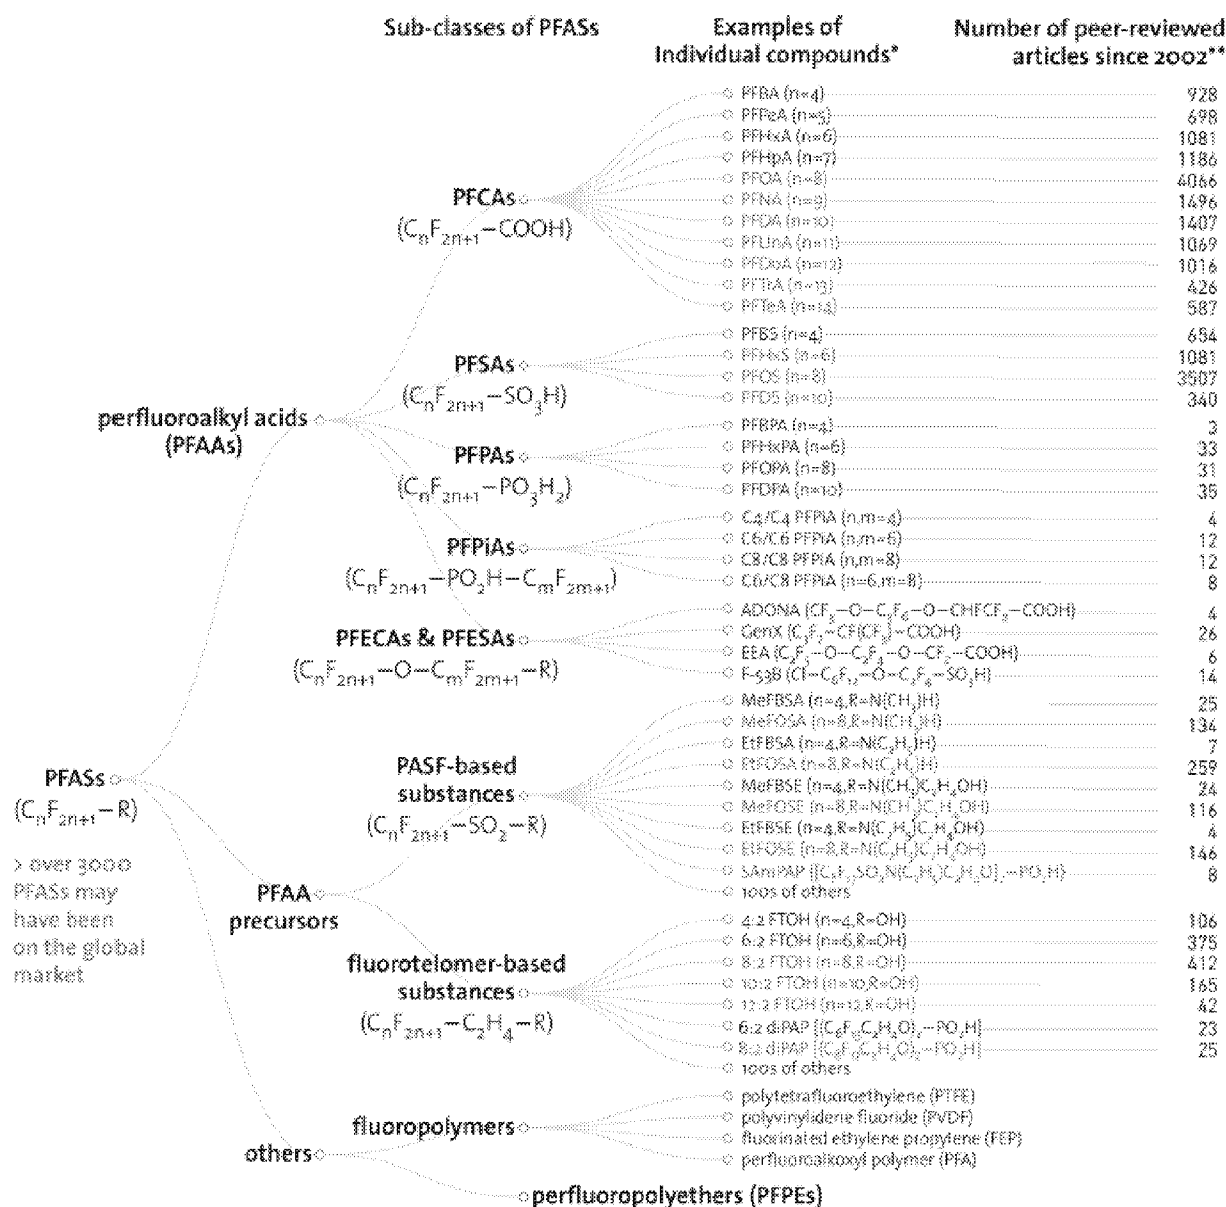 Sub-classes of PFASs
Examples of
Individual compounds*
Number of peer-reviewed
articles since 2002**
PFASs
(CnF2n+1–R)
> over 3000
PFASs may
have been
on the global
market
perfluoroalkyl acids
(PFAAs)
PFCAs
(CnF2n+1–COOH)
PFBA (n=4) 928
PFPeA (n=5) 698
PFHxA (n=6) 1081
PFHpA (n=7) 1186
PFOA (n=8) 4066
PFNA (n=9) 1496
PFDA (n=10) 1407
PFUnA (n=11) 1069
PFDoA (n=12) 1016
PFTrA (n=13) 426
PFTeA (n=14) 587
PFSAs
(CnF2n+1–SO3H)
PFBS (n=4) 654
PFHxS (n=6) 1081
PFOS (n=8) 3507
PFDS (n=10) 340
PFPAs
(CnF2n+1–PO3H2)
PFBPA (n=4) 3
PFHxPA (n=6) 33
PFOPA (n=8) 31
PFDPA (n=10) 35
PFPiAs
(CnF2n+1–PO2H–CmF2m+1)
C4/C4 PFPiA (n,m=4) 4
C6/C6 PFPiA (n,m=6) 12
C8/C8 PFPiA (n,m=8) 12
C6/C8 PFPiA (n=6,m=8) 8
PFECAs & PFESAs
(CnF2n+1–O–CmF2m+1–R)
ADONA (CF3–O–C3F6–O–CHFCF2–COOH) 4
GenX (C3F7–CF(CF3)–COOH) 26
EEA (C2F5–O–C2F4–O–CF2–COOH) 6
F-53B (Cl–C6F12–O–C2F4–SO3H) 14
PFAA
precursors
PASF-based
substances
(CnF2n+1–SO2–R)
MeFBSA (n=4,R=N(CH3)H) 25
MeFOSA (n=8,R=N(CH3)H) 134
EtFBSA (n=4,R=N(C2H5)H) 7
EtFOSA (n=8,R=N(C2H5)H) 259
MeFBSE (n=4,R=N(CH3)C2H4OH) 24
MeFOSE (n=8,R=N(CH3)C2H4OH) 116
EtFBSE (n=4,R=N(C2H5)C2H4OH) 4
EtFOSE (n=8,R=N(C2H5)C2H4OH) 146
SAmPAP {[C8F17SO2N(C2H5)C2H4O]2–PO2H} 8
100s of others
fluorotelomer-based
substances
(CnF2n+1–C2H4–R)
4:2 FTOH (n=4,R=OH) 106
6:2 FTOH (n=6,R=OH) 375
8:2 FTOH (n=8,R=OH) 412
10:2 FTOH (n=10,R=OH) 165
12:2 FTOH (n=12,R=OH) 42
6:2 diPAP [(C6F13C2H4O)2–PO2H] 23
8:2 diPAP [(C8F17C2H4O)2–PO2H] 25
100s of others
others
fluoropolymers
polytetrafluoroethylene (PTFE)
polyvinylidene fluoride (PVDF)
fluorinated ethylene propylene (FEP)
perfluoroalkoxyl polymer (PFA)
perfluoropolyethers (PFPEs)